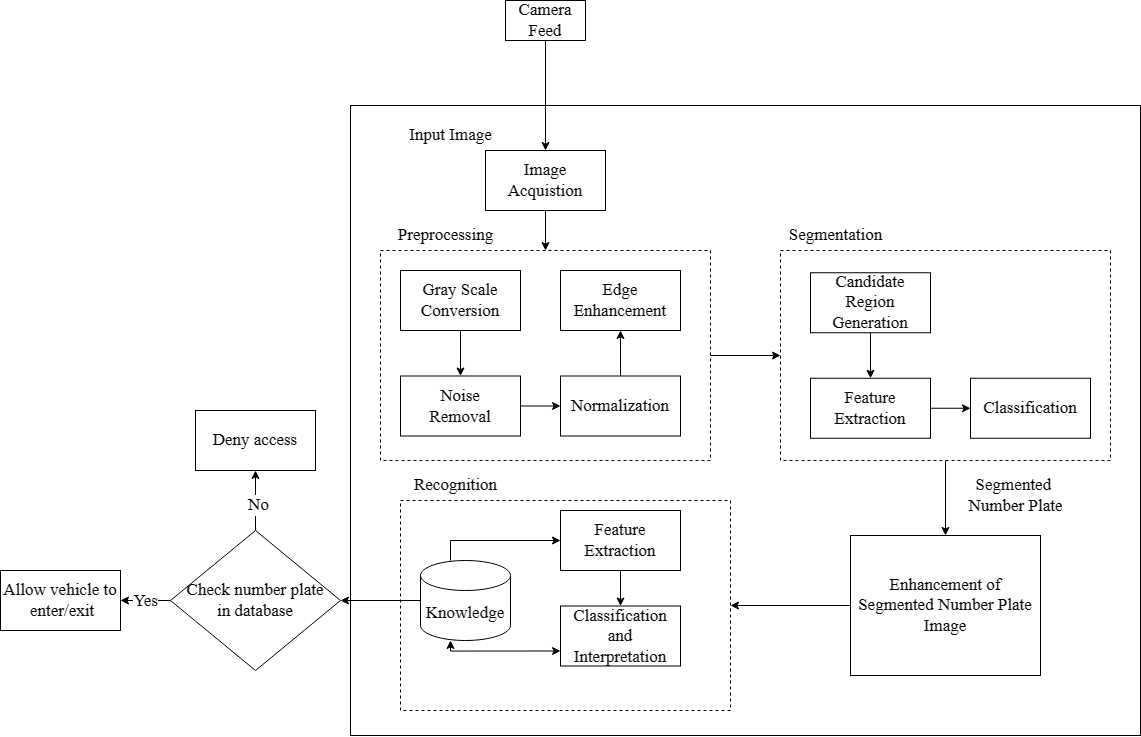 Camera
Feed
Input Image
Image
Acquistion
Preprocessing
Gray Scale
Conversion
Edge
Enhancement
Noise
Removal
Normalization
Segmentation
Candidate
Region
Generation
Feature
Extraction
Classification
Segmented
Number Plate
Enhancement of
Segmented Number Plate
Image
Recognition
Feature
Extraction
Knowledge
Classification
and
Interpretation
Check number plate
in database
No
Deny access
Yes
Allow vehicle to
enter/exit